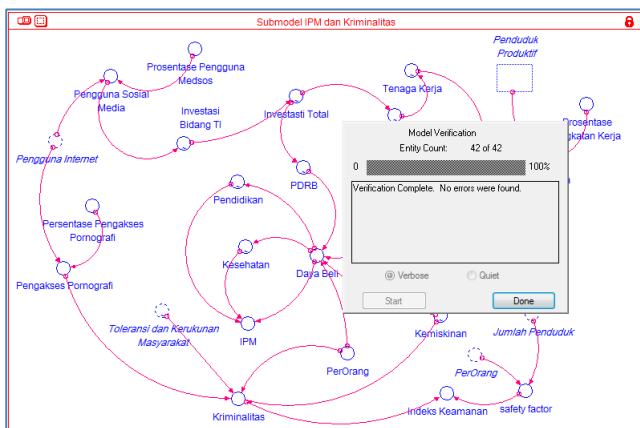 Submodel IPM dan Kriminalitas
Penduduk
Produktif
Prosentase Pengguna
Medsos
Pengguna Sosial
Media
Tenaga Kerja
Investasi
Bidang TI
Investasti Total
Prosentase
gkatan Kerja
Pengguna Internet
Model Verification
Entity Count: 42 of 42
0 100%
Verification Complete. No errors were found.
PDRB
Pendidikan
Persentase Pengakses
Pornografi
Kesehatan
Daya Beli
Pengakses Pornografi
Verbose
Quiet
Start
Done
Toleransi dan Kerukunan
Masyarakat
IPM
Kemiskinan
Jumlah Penduduk
PerOrang
PerOrang
Kriminalitas
Indeks Keamanan
safety factor